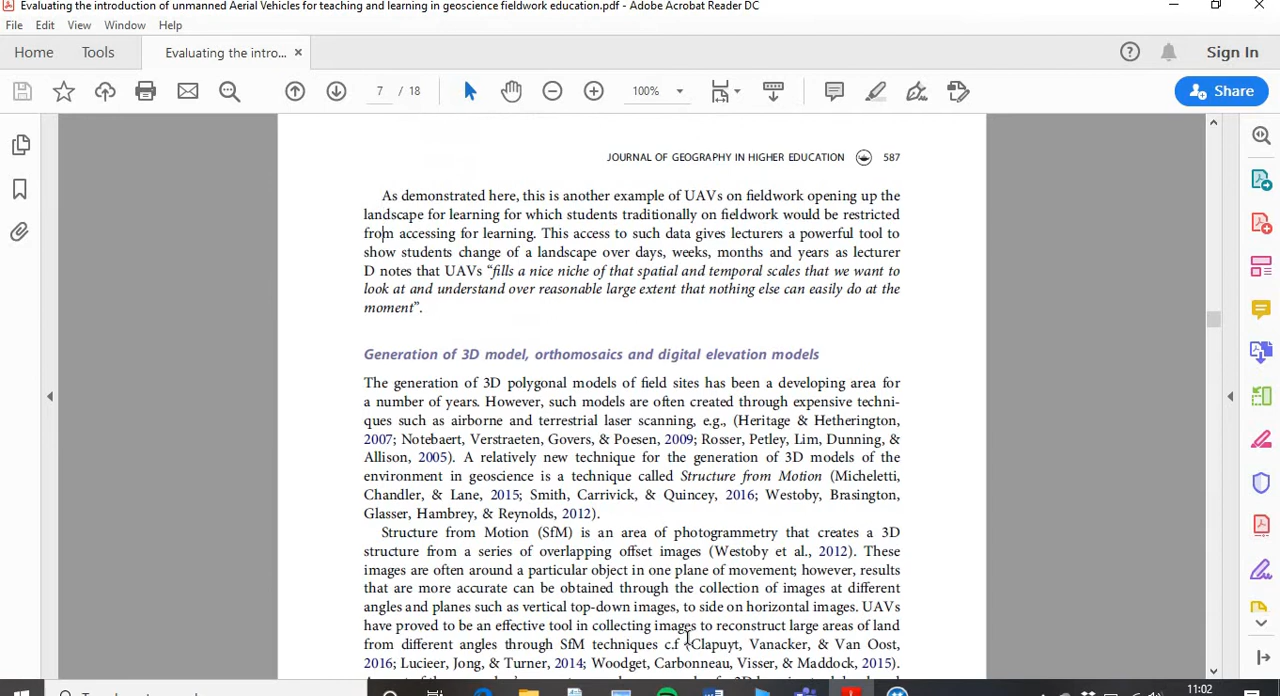 Evaluating the introduction of unmanned Aerial Vehicles for teaching and learning in geoscience fieldwork education.pdf - Adobe Acrobat Reader DC
File Edit View Window Help
Home Tools Evaluating the intro... × Sign In
7 / 18 100% Share
JOURNAL OF GEOGRAPHY IN HIGHER EDUCATION 587
As demonstrated here, this is another example of UAVs on fieldwork opening up the
landscape for learning for which students traditionally on fieldwork would be restricted
from accessing for learning. This access to such data gives lecturers a powerful tool to
show students change of a landscape over days, weeks, months and years as lecturer
D notes that UAVs “fills a nice niche of that spatial and temporal scales that we want to
look at and understand over reasonable large extent that nothing else can easily do at the
moment”.
Generation of 3D model, orthomosaics and digital elevation models
The generation of 3D polygonal models of field sites has been a developing area for
a number of years. However, such models are often created through expensive techni-
ques such as airborne and terrestrial laser scanning, e.g., (Heritage & Hetherington,
2007; Notebaert, Verstraeten, Govers, & Poesen, 2009; Rosser, Petley, Lim, Dunning, &
Allison, 2005). A relatively new technique for the generation of 3D models of the
environment in geoscience is a technique called Structure from Motion (Micheletti,
Chandler, & Lane, 2015; Smith, Carrivick, & Quincey, 2016; Westoby, Brasington,
Glasser, Hambrey, & Reynolds, 2012).
Structure from Motion (SfM) is an area of photogrammetry that creates a 3D
structure from a series of overlapping offset images (Westoby et al., 2012). These
images are often around a particular object in one plane of movement; however, results
that are more accurate can be obtained through the collection of images at different
angles and planes such as vertical top-down images, to side on horizontal images. UAVs
have proved to be an effective tool in collecting images to reconstruct large areas of land
from different angles through SfM techniques c.f (Clapuyt, Vanacker, & Van Oost,
2016; Lucieer, Jong, & Turner, 2014; Woodget, Carbonneau, Visser, & Maddock, 2015).
11:02